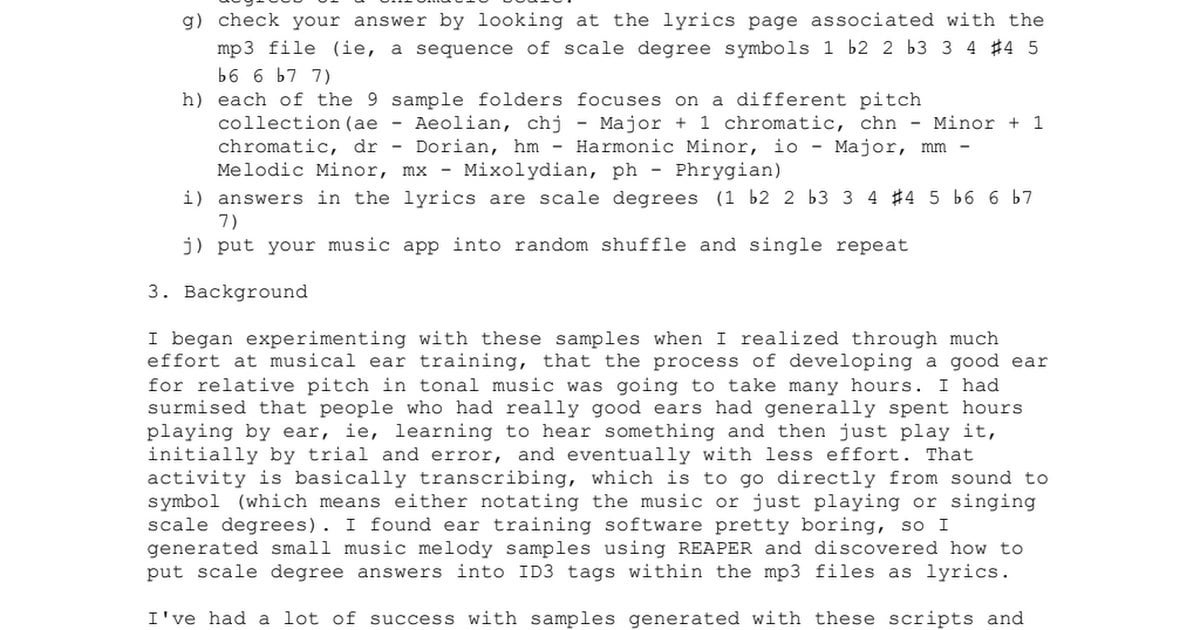 degrees of a chromatic scale.
g) check your answer by looking at the lyrics page associated with the
mp3 file (ie, a sequence of scale degree symbols 1 ♭2 2 ♭3 3 4 ♯4 5
♭6 6 ♭7 7)
h) each of the 9 sample folders focuses on a different pitch
collection(ae - Aeolian, chj - Major + 1 chromatic, chn - Minor + 1
chromatic, dr - Dorian, hm - Harmonic Minor, io - Major, mm -
Melodic Minor, mx - Mixolydian, ph - Phrygian)
i) answers in the lyrics are scale degrees (1 ♭2 2 ♭3 3 4 ♯4 5 ♭6 6 ♭7
7)
j) put your music app into random shuffle and single repeat
3. Background
I began experimenting with these samples when I realized through much
effort at musical ear training, that the process of developing a good ear
for relative pitch in tonal music was going to take many hours. I had
surmised that people who had really good ears had generally spent hours
playing by ear, ie, learning to hear something and then just play it,
initially by trial and error, and eventually with less effort. That
activity is basically transcribing, which is to go directly from sound to
symbol (which means either notating the music or just playing or singing
scale degrees). I found ear training software pretty boring, so I
generated small music melody samples using REAPER and discovered how to
put scale degree answers into ID3 tags within the mp3 files as lyrics.
I've had a lot of success with samples generated with these scripts and